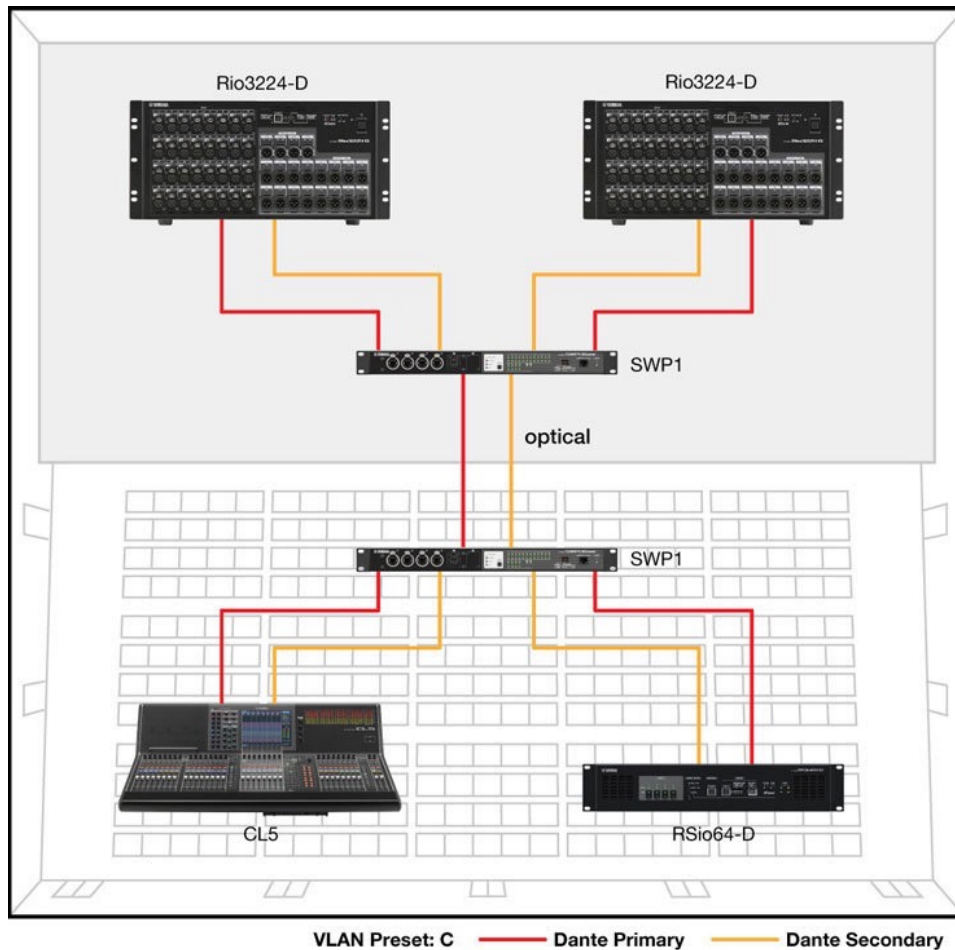 Rio3224-D
Rio3224-D
SWP1
optical
SWP1
CL5
RSio64-D
VLAN Preset: C Dante Primary Dante Secondary